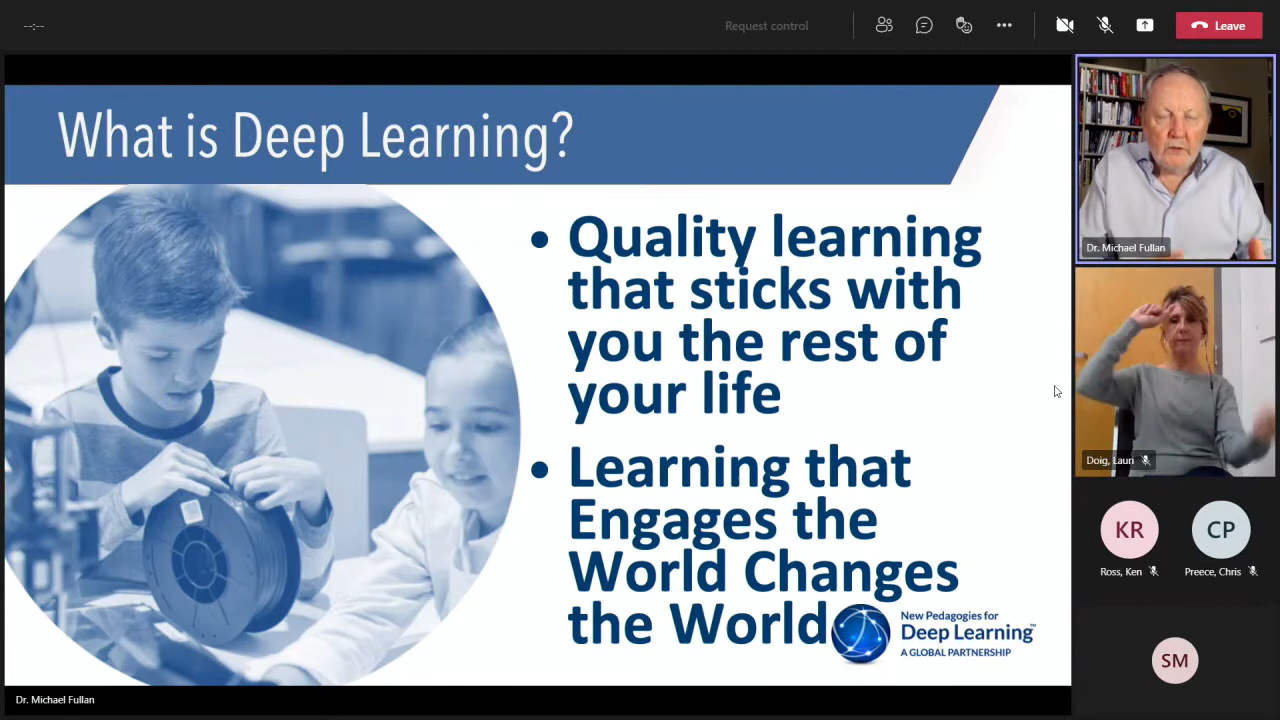 --:--
Request control
Leave
What is Deep Learning?
• Quality learning
that sticks with
you the rest of
your life
• Learning that
Engages the
World Changes
the World
New Pedagogies for
Deep Learning™
A GLOBAL PARTNERSHIP
Dr. Michael Fullan
Dr. Michael Fullan
Doig, Lauri
KR
CP
Ross, Ken
Preece, Chris
SM